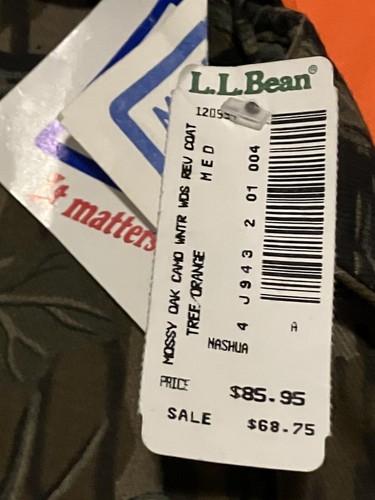 L.L.Bean®
MED
MOSSY OAK CAMO WNTR WDS REV COAT
TREE/ORANGE
4 J943 2 01 004
A
NASHUA
PRICE $85.95
SALE $68.75
matters